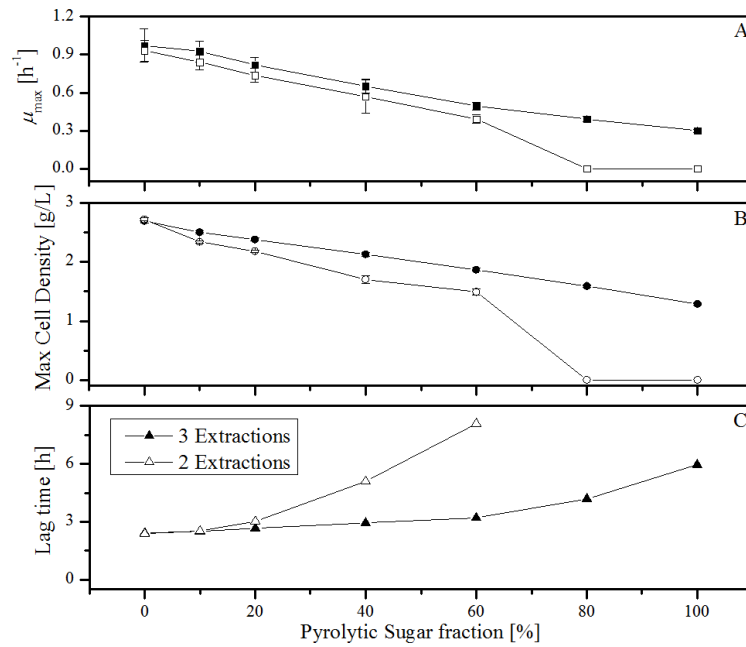 A
μmax [h-1]
1.2
0.9
0.6
0.3
0.0
B
Max Cell Density [g/L]
3
2
1
0
C
Lag time [h]
9
6
3
0
3 Extractions
2 Extractions
0
20
40
60
80
100
Pyrolytic Sugar fraction [%]